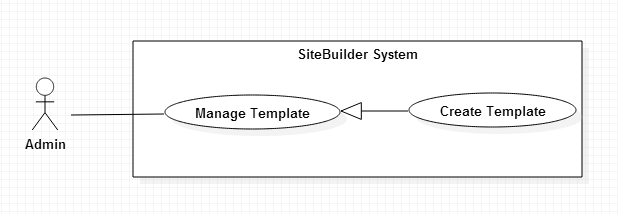 SiteBuilder System
Manage Template
Create Template
Admin